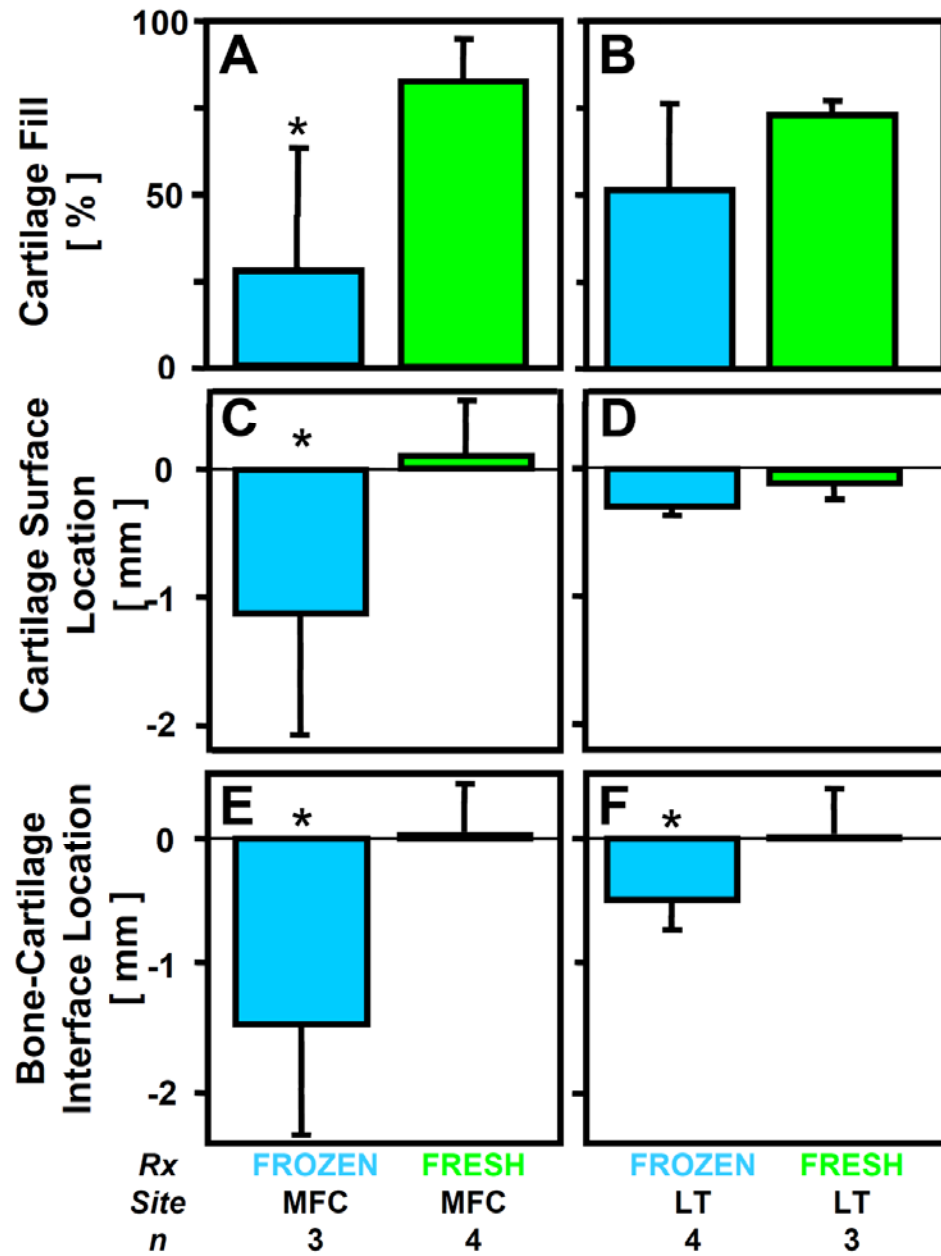 Cartilage Fill
[ % ]
100
50
0
A
*
B
Cartilage Surface
Location
[ mm ]
0
-1
-2
C
*
D
Bone-Cartilage
Interface Location
[ mm ]
0
-1
-2
E
*
F
*
Rx FROZEN FRESH FROZEN FRESH
Site MFC MFC LT LT
n 3 4 4 3